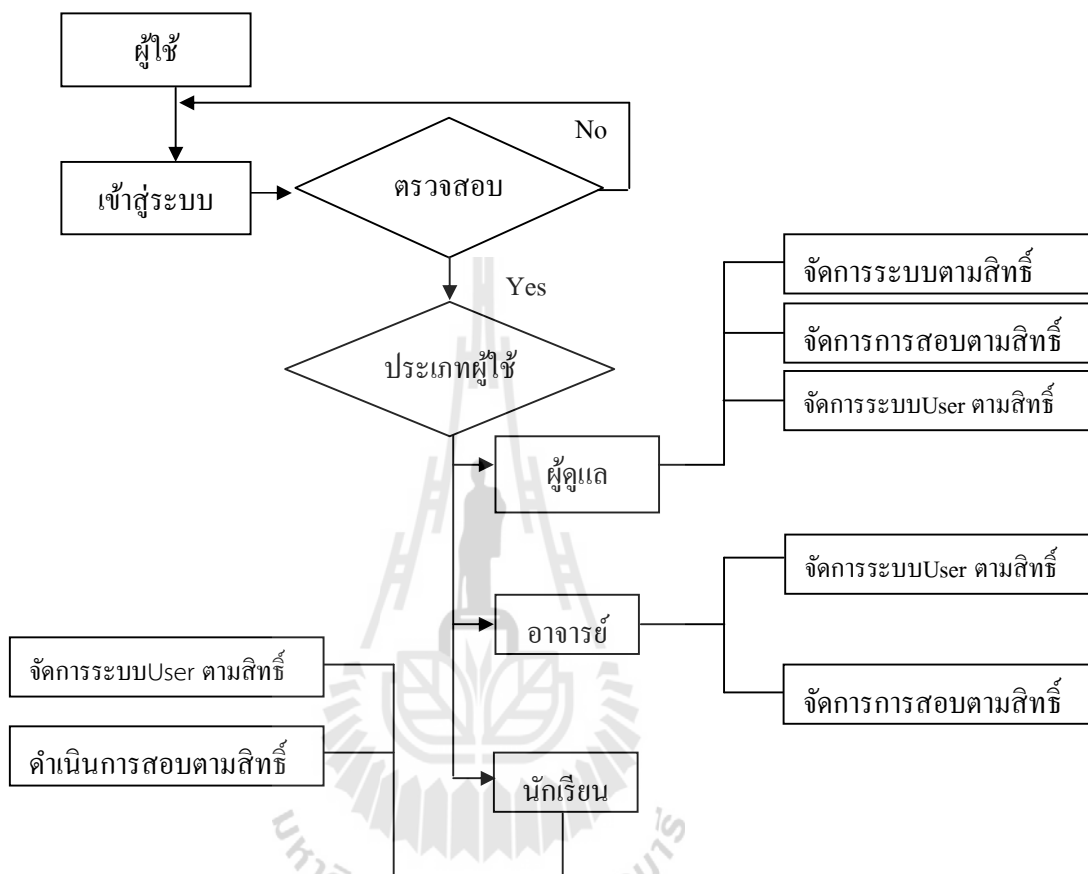 ผู้ใช้
No
เข้าสู่ระบบ
ตรวจสอบ
Yes
จัดการระบบตามสิทธิ์
จัดการการสอบตามสิทธิ์
ประเภทผู้ใช้
จัดการระบบUser ตามสิทธิ์
ผู้ดูแล
จัดการระบบUser ตามสิทธิ์
อาจารย์
จัดการระบบUser ตามสิทธิ์
จัดการการสอบตามสิทธิ์
ดำเนินการสอบตามสิทธิ์
นักเรียน